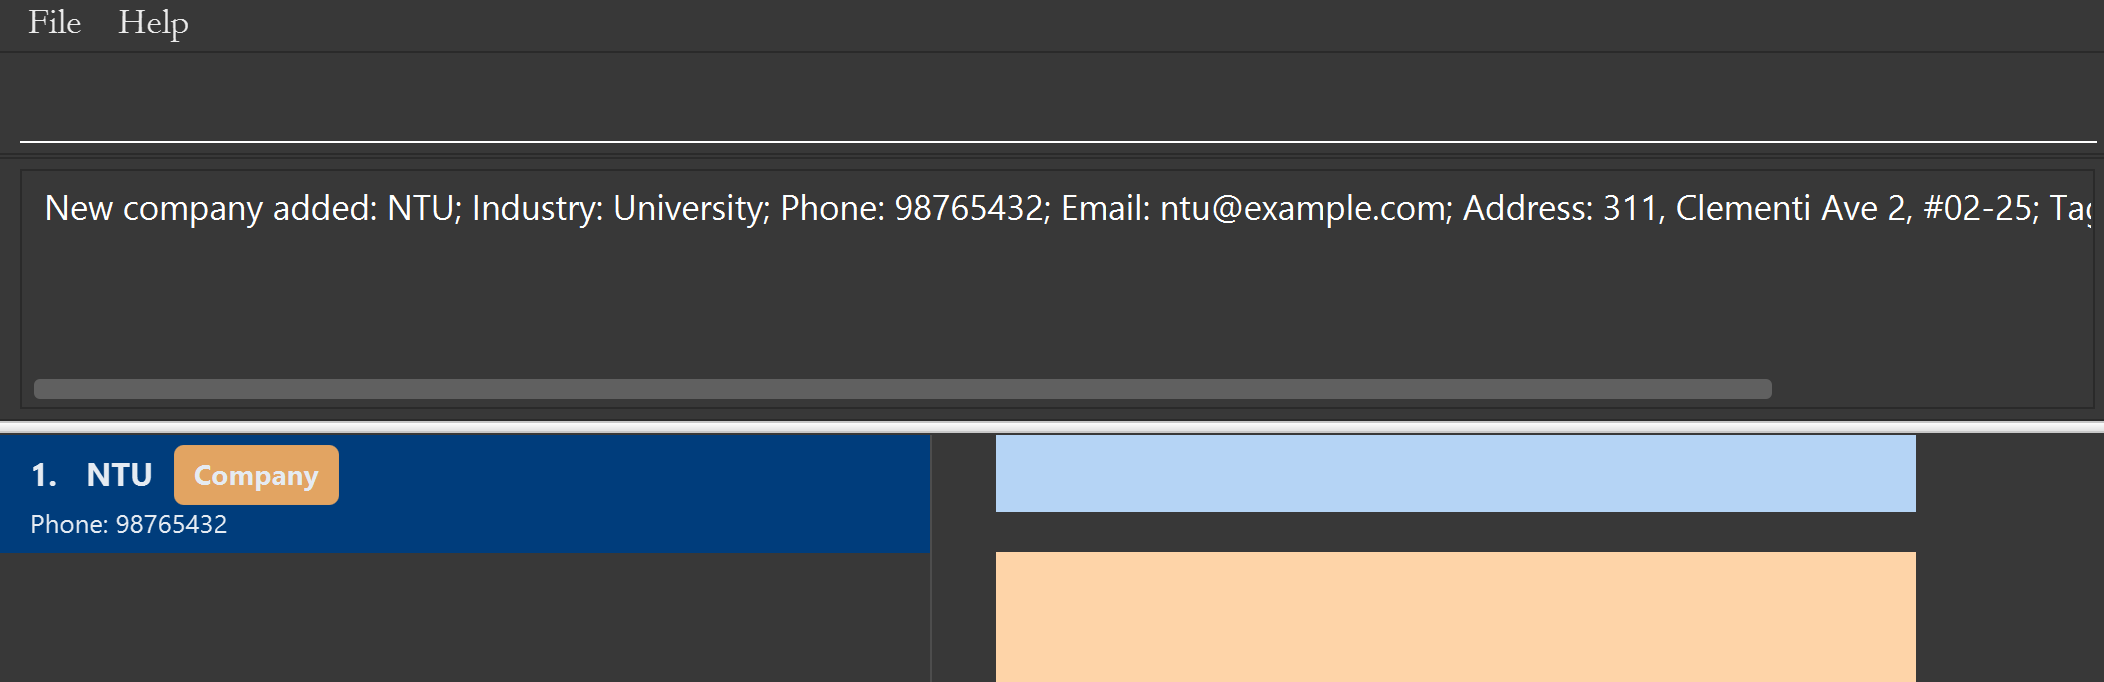 File Help
New company added: NTU; Industry: University; Phone: 98765432; Email: ntu@example.com; Address: 311, Clementi Ave 2, #02-25;
1. NTU Company
Phone: 98765432